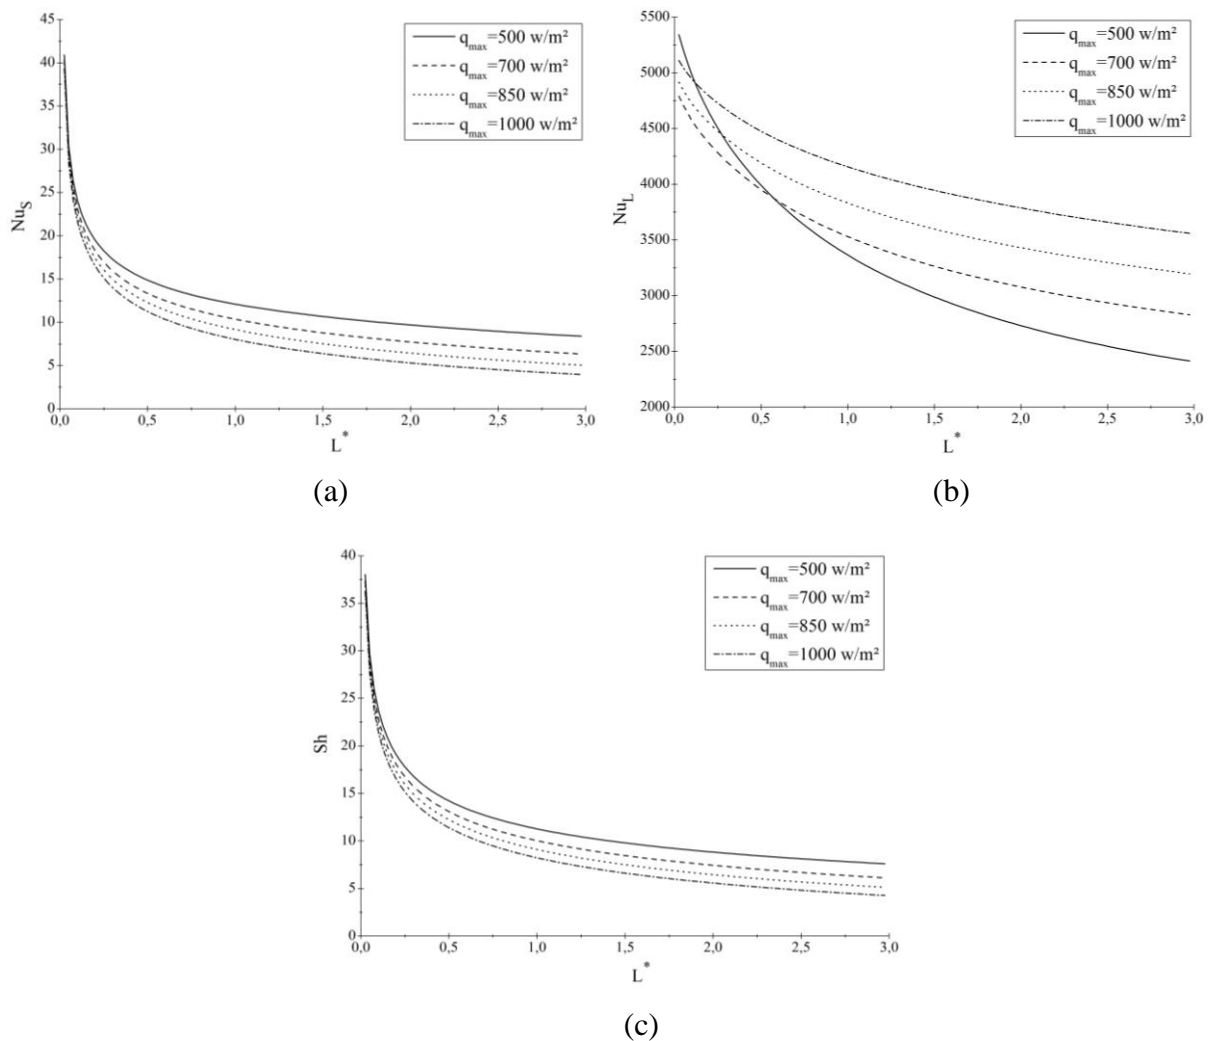 45
40
35
30
25
20
15
10
5
0
Nu_S
0,0 0,5 1,0 1,5 2,0 2,5 3,0
L*
q_max=500 w/m²
q_max=700 w/m²
q_max=850 w/m²
q_max=1000 w/m²
(a)
5500
5000
4500
4000
3500
3000
2500
2000
Nu_L
0,0 0,5 1,0 1,5 2,0 2,5 3,0
L*
q_max=500 w/m²
q_max=700 w/m²
q_max=850 w/m²
q_max=1000 w/m²
(b)
40
35
30
25
20
15
10
5
0
Sh
0,0 0,5 1,0 1,5 2,0 2,5 3,0
L*
q_max=500 w/m²
q_max=700 w/m²
q_max=850 w/m²
q_max=1000 w/m²
(c)